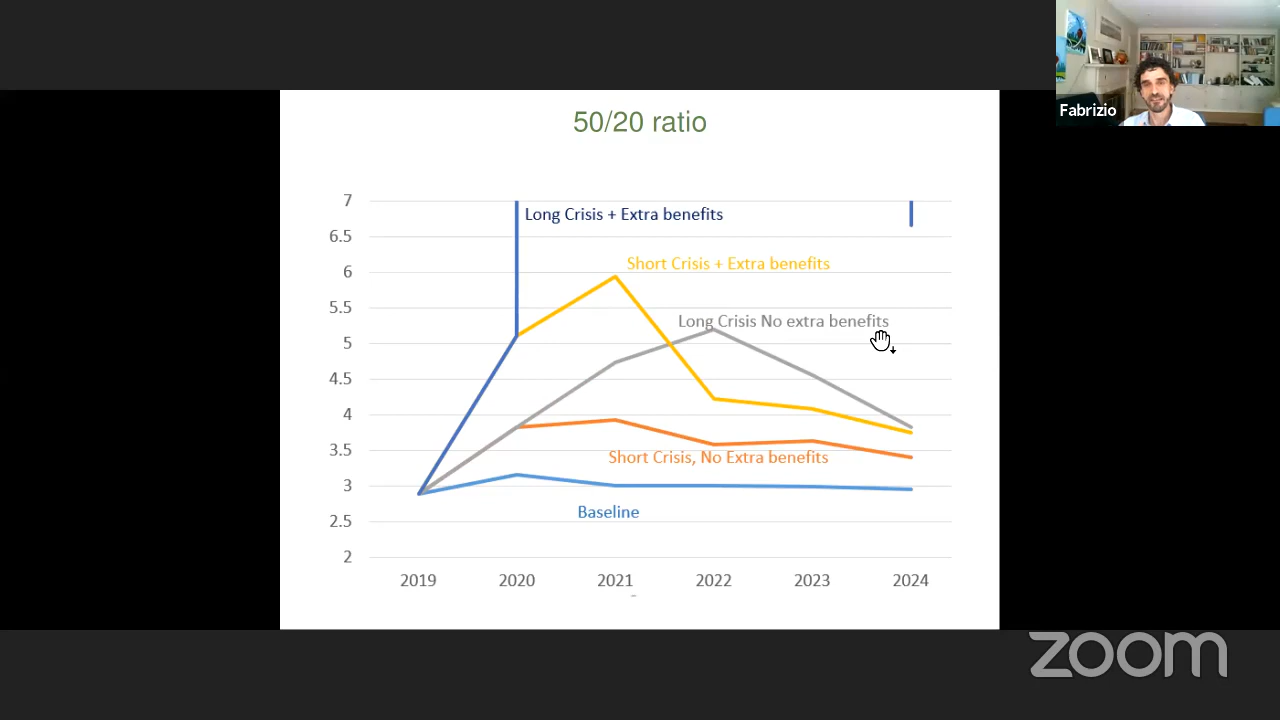 Fabrizio
50/20 ratio
7
Long Crisis + Extra benefits
6.5
Short Crisis + Extra benefits
6
5.5
Long Crisis No extra benefits
5
4.5
4
3.5
Short Crisis, No Extra benefits
3
Baseline
2.5
2
2019 2020 2021 2022 2023 2024
zoom